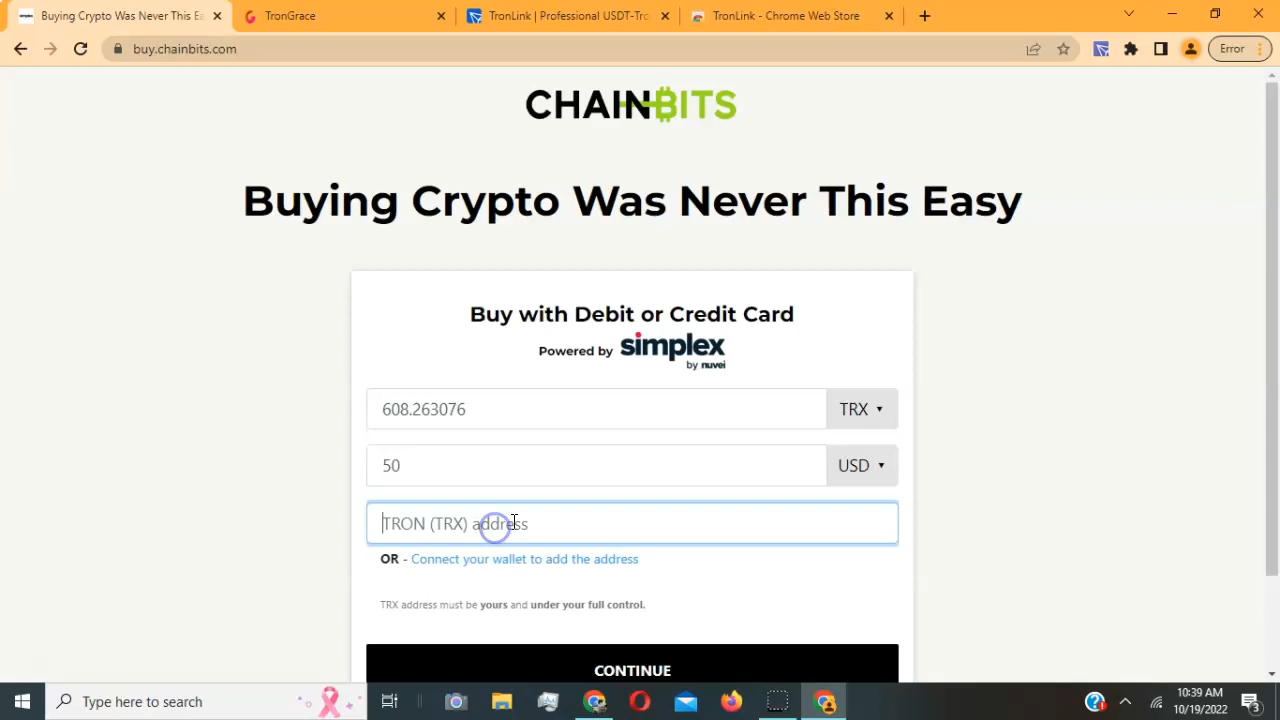 Buying Crypto Was Never This Ea
TronGrace
TronLink | Professional USDT-Tro
TronLink - Chrome Web Store
buy.chainbits.com
Error
CHAINBITS
Buying Crypto Was Never This Easy
Buy with Debit or Credit Card
Powered by simplex
by nuvei
608.263076
TRX
50
USD
TRON (TRX) address
OR - Connect your wallet to add the address
TRX address must be yours and under your full control.
CONTINUE
Type here to search
10:39 AM
10/19/2022
3